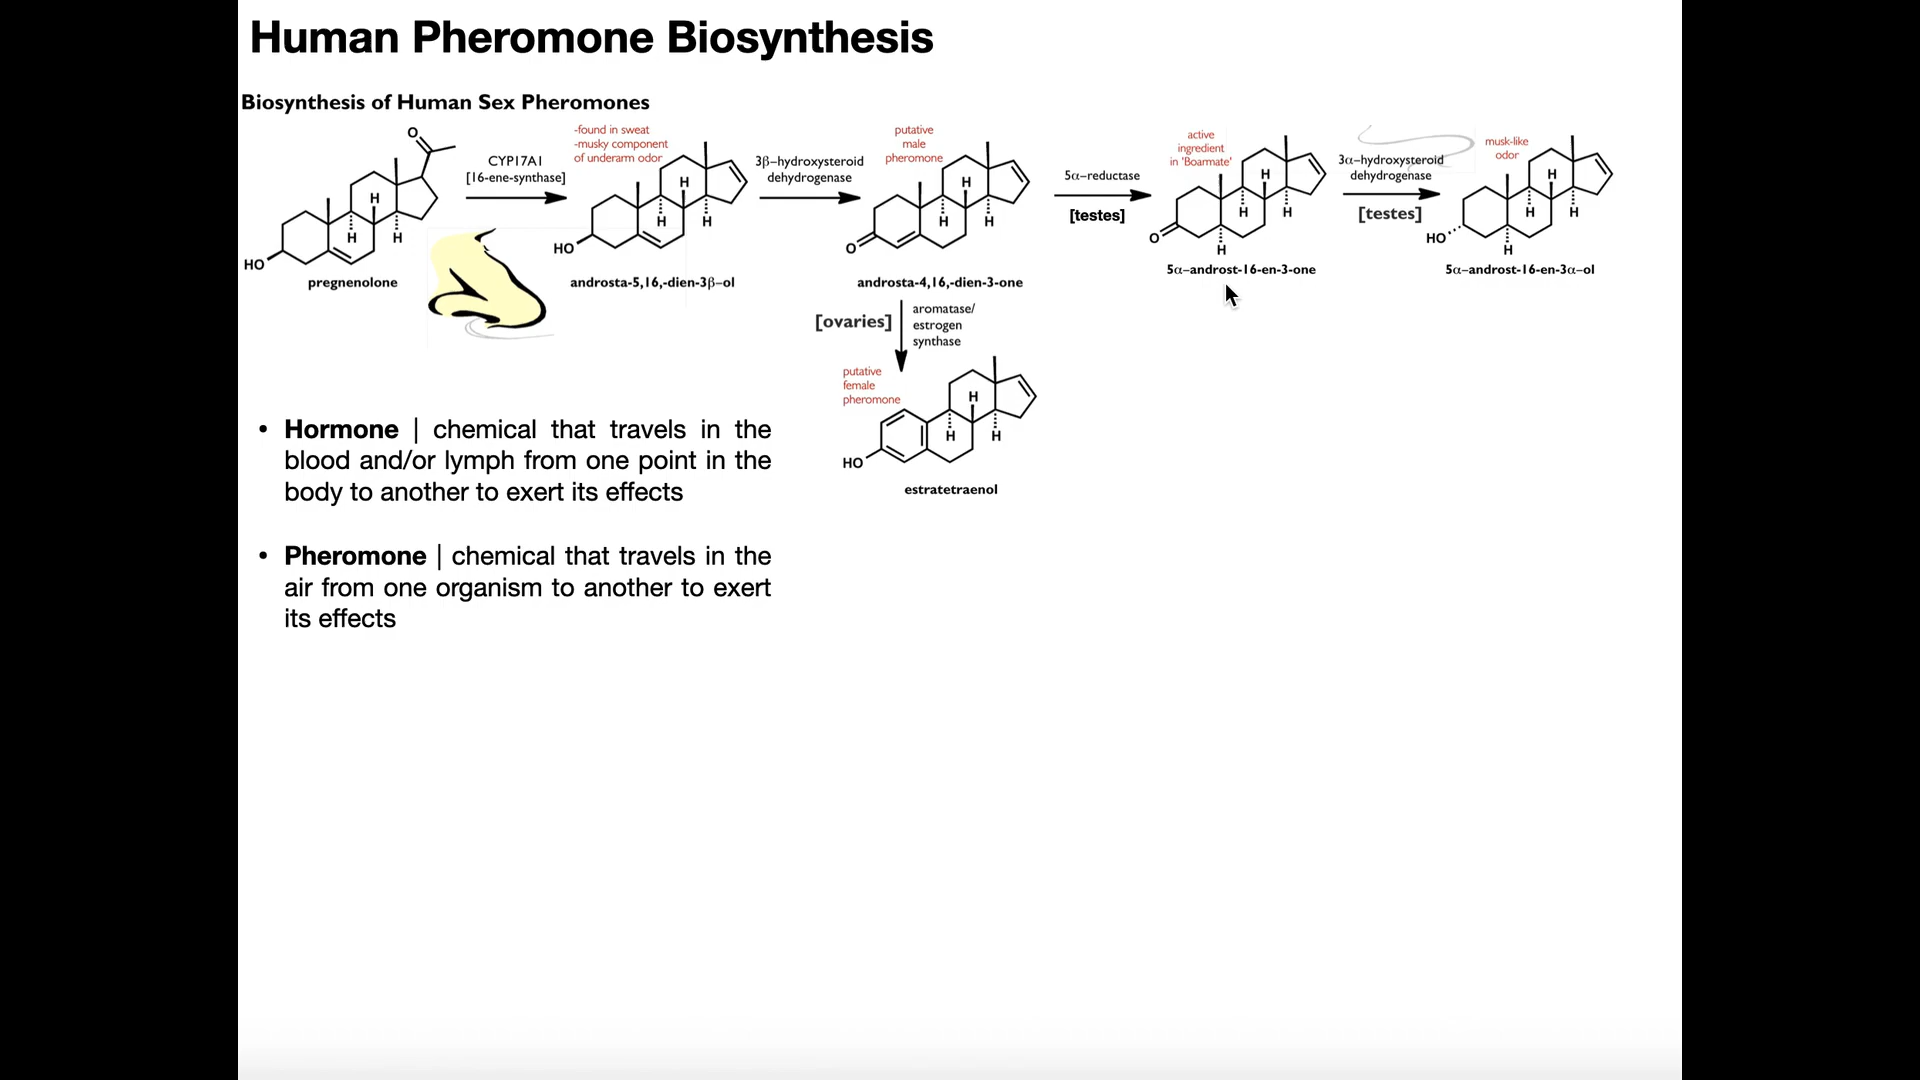 Human Pheromone Biosynthesis
Biosynthesis of Human Sex Pheromones
O
H
H
H
HO
pregnenolone
CYP17A1
[16-ene-synthase]
-found in sweat
-musky component
of underarm odor
H
H
H
HO
androsta-5,16,-dien-3β-ol
3β-hydroxysteroid
dehydrogenase
putative
male
pheromone
H
H
H
O
androsta-4,16,-dien-3-one
5α-reductase
[testes]
active
ingredient
in 'Boarmate'
H
H
H
O
H
5α-androst-16-en-3-one
3α-hydroxysteroid
dehydrogenase
[testes]
musk-like
odor
H
H
H
HO
H
5α-androst-16-en-3α-ol
[ovaries]
aromatase/
estrogen
synthase
putative
female
pheromone
H
H
H
HO
estratetraenol
• Hormone | chemical that travels in the
blood and/or lymph from one point in the
body to another to exert its effects
• Pheromone | chemical that travels in the
air from one organism to another to exert
its effects